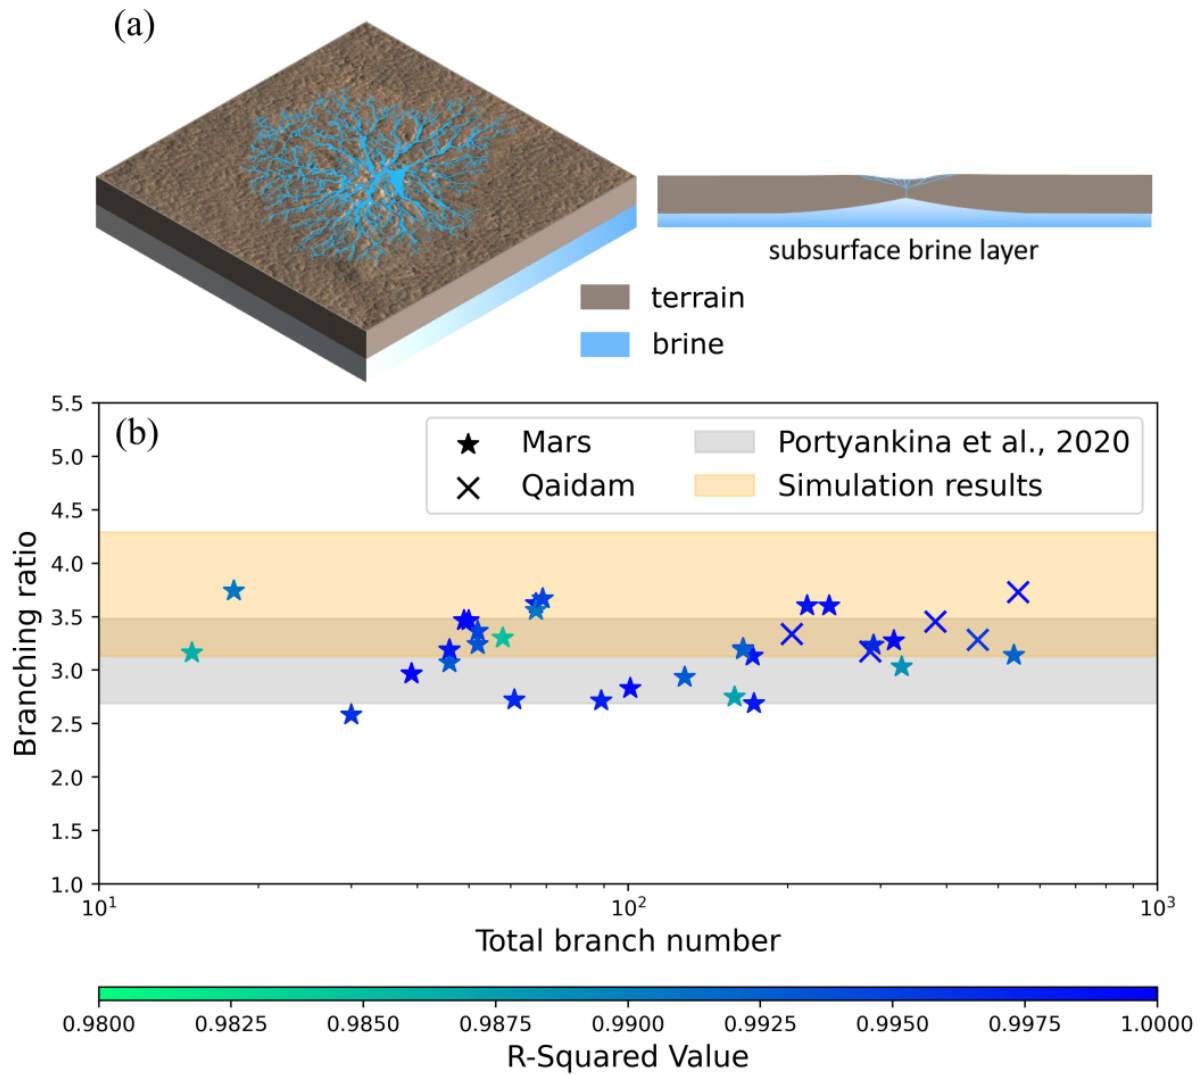 (a)
subsurface brine layer
terrain
brine
(b)
Mars
Qaidam
Portyankina et al., 2020
Simulation results
Branching ratio
5.5
5.0
4.5
4.0
3.5
3.0
2.5
2.0
1.5
1.0
10¹
10²
10³
Total branch number
0.9800
0.9825
0.9850
0.9875
0.9900
0.9925
0.9950
0.9975
1.0000
R-Squared Value